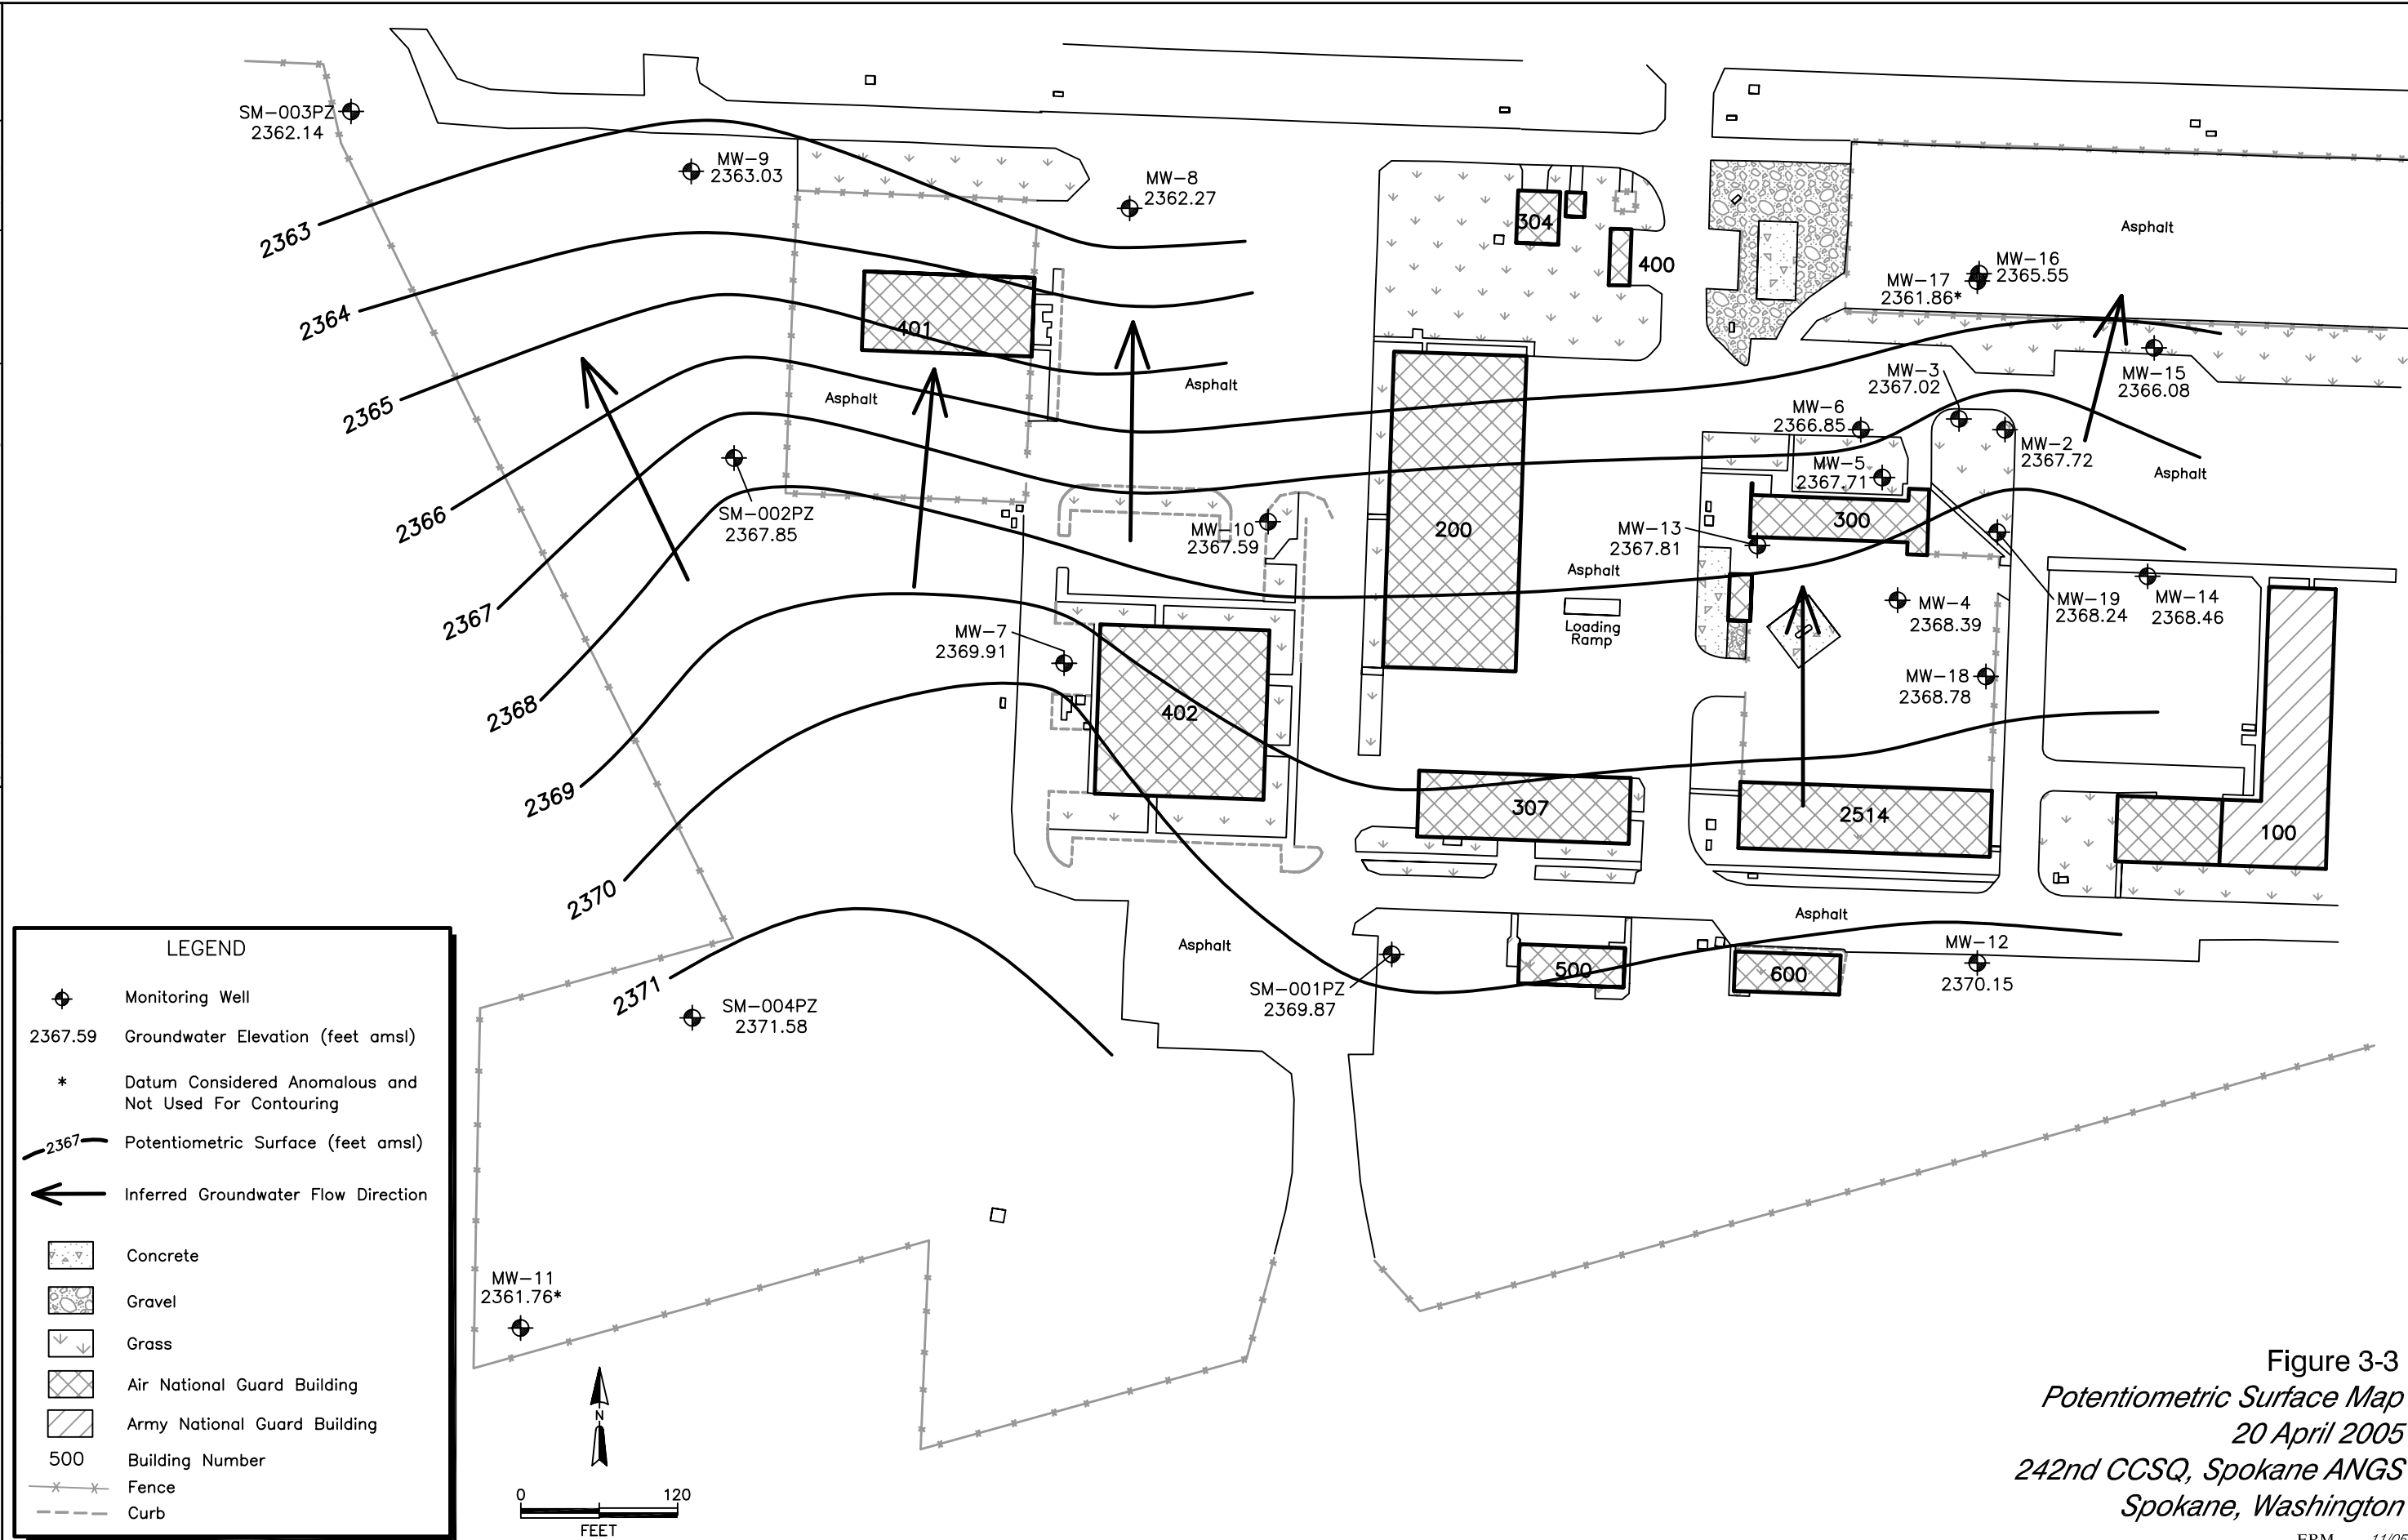 SM-003PZ
2362.14
MW-9
2363.03
MW-8
2362.27
304
400
Asphalt
MW-16
2365.55
MW-17
2361.86*
2363
2364
2365
2366
2367
2368
2369
2370
2371
401
Asphalt
Asphalt
MW-3
2367.02
MW-15
2366.08
MW-6
2366.85
MW-2
2367.72
MW-5
2367.71
Asphalt
SM-002PZ
2367.85
MW-10
2367.59
200
300
MW-13
2367.81
Asphalt
Loading
Ramp
MW-7
2369.91
MW-4
2368.39
MW-19
2368.24
MW-14
2368.46
MW-18
2368.78
402
307
2514
100
Asphalt
Asphalt
SM-004PZ
2371.58
SM-001PZ
2369.87
500
600
MW-12
2370.15
MW-11
2361.76*
LEGEND
Monitoring Well
2367.59 Groundwater Elevation (feet amsl)
* Datum Considered Anomalous and
Not Used For Contouring
2367 Potentiometric Surface (feet amsl)
Inferred Groundwater Flow Direction
Concrete
Gravel
Grass
Air National Guard Building
Army National Guard Building
500 Building Number
Fence
Curb
N
0 120
FEET
Figure 3-3
Potentiometric Surface Map
20 April 2005
242nd CCSQ, Spokane ANGS
Spokane, Washington
ERM 11/05